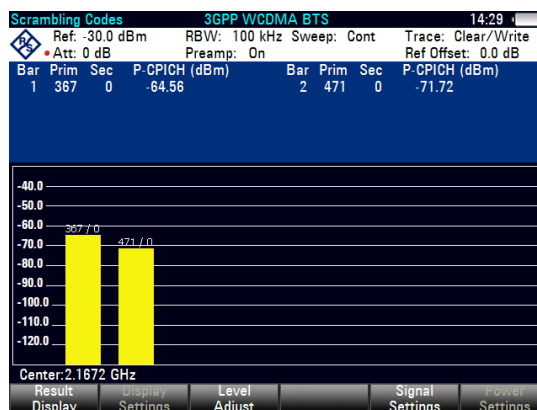 Scrambling Codes 3GPP WCDMA BTS 14:29
Ref: -30.0 dBm RBW: 100 kHz Sweep: Cont Trace: Clear/Write
Att: 0 dB Preamp: On Ref Offset: 0.0 dB
Bar Prim Sec P-CPICH (dBm) Bar Prim Sec P-CPICH (dBm)
1 367 0 -64.56 2 471 0 -71.72
-40.0
-50.0
-60.0
367 / 0
-70.0
471 / 0
-80.0
-90.0
-100.0
-110.0
-120.0
Center:2.1672 GHz
Result Display Level Signal Power
Display Settings Adjust Settings Settings